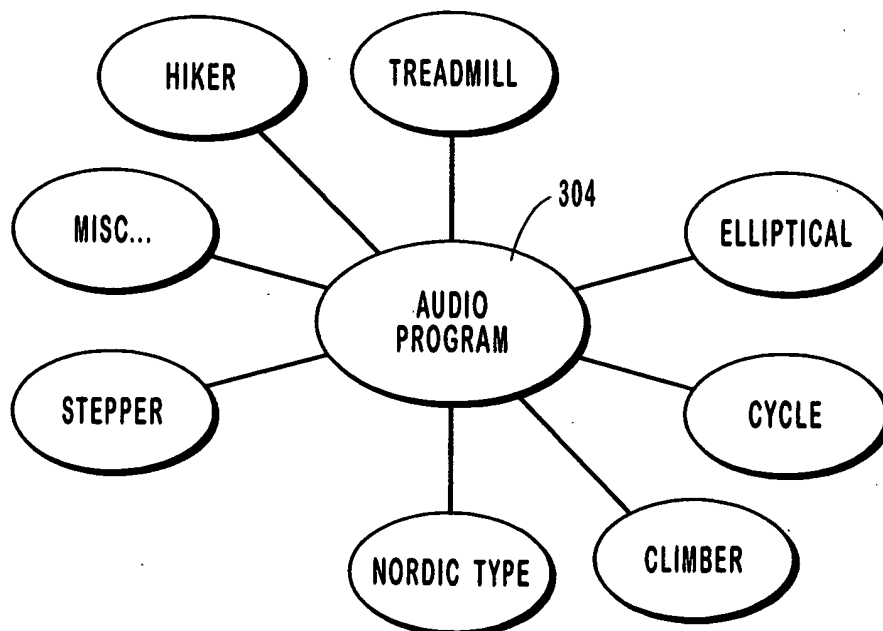 HIKER
TREADMILL
304
MISC...
ELLIPTICAL
AUDIO
PROGRAM
STEPPER
CYCLE
NORDIC TYPE
CLIMBER